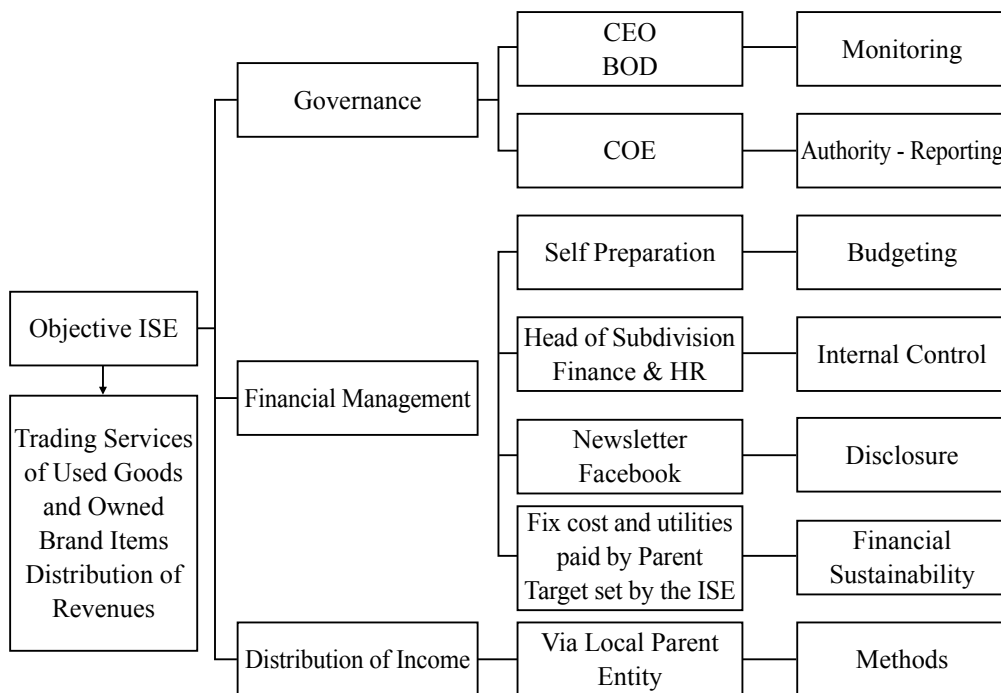 CEO
BOD
Monitoring
Governance
COE
Authority - Reporting
Self Preparation
Budgeting
Objective ISE
Head of Subdivision
Finance & HR
Internal Control
Financial Management
Trading Services
of Used Goods
and Owned
Brand Items
Distribution of
Revenues
Newsletter
Facebook
Disclosure
Fix cost and utilities
paid by Parent
Target set by the ISE
Financial
Sustainability
Distribution of Income
Via Local Parent
Entity
Methods